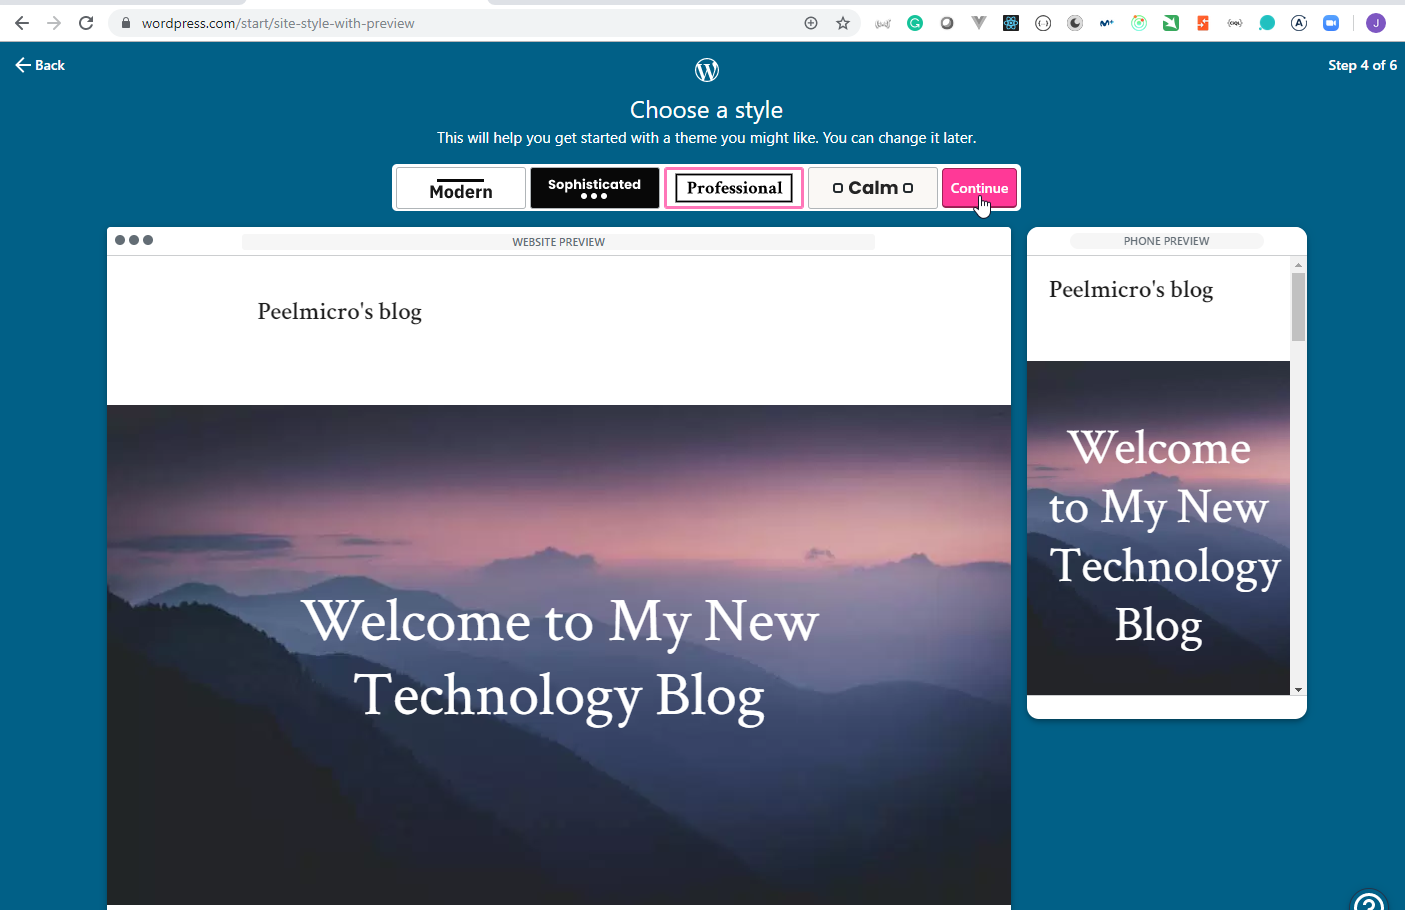 wordpress.com/start/site-style-with-preview
J
Back
Step 4 of 6
Choose a style
This will help you get started with a theme you might like. You can change it later.
Modern
Sophisticated
Professional
Calm
Continue
WEBSITE PREVIEW
Peelmicro's blog
Welcome to My New
Technology Blog
PHONE PREVIEW
Peelmicro's blog
Welcome
to My New
Technology
Blog